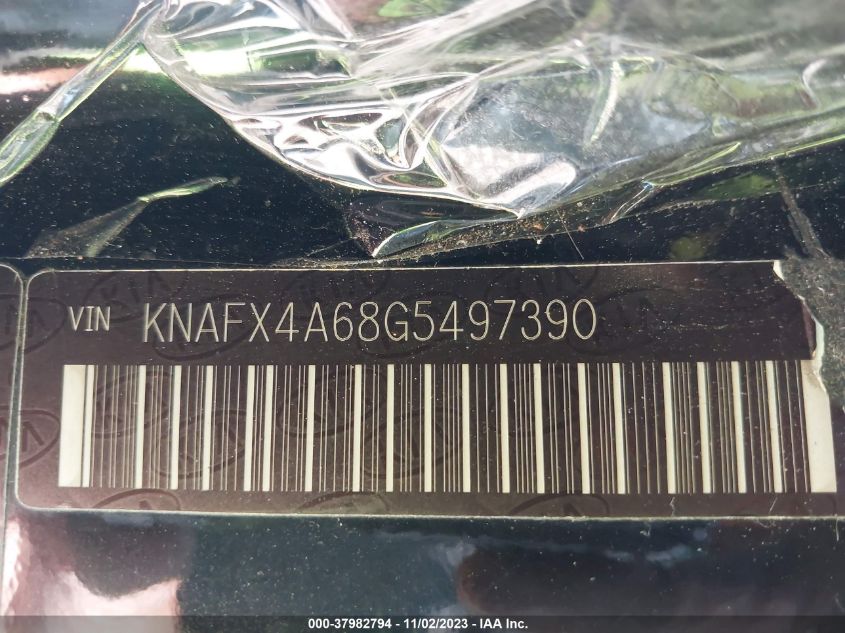 VIN KNAFX4A68G5497390
000-37982794 - 11/02/2023 - IAA Inc.